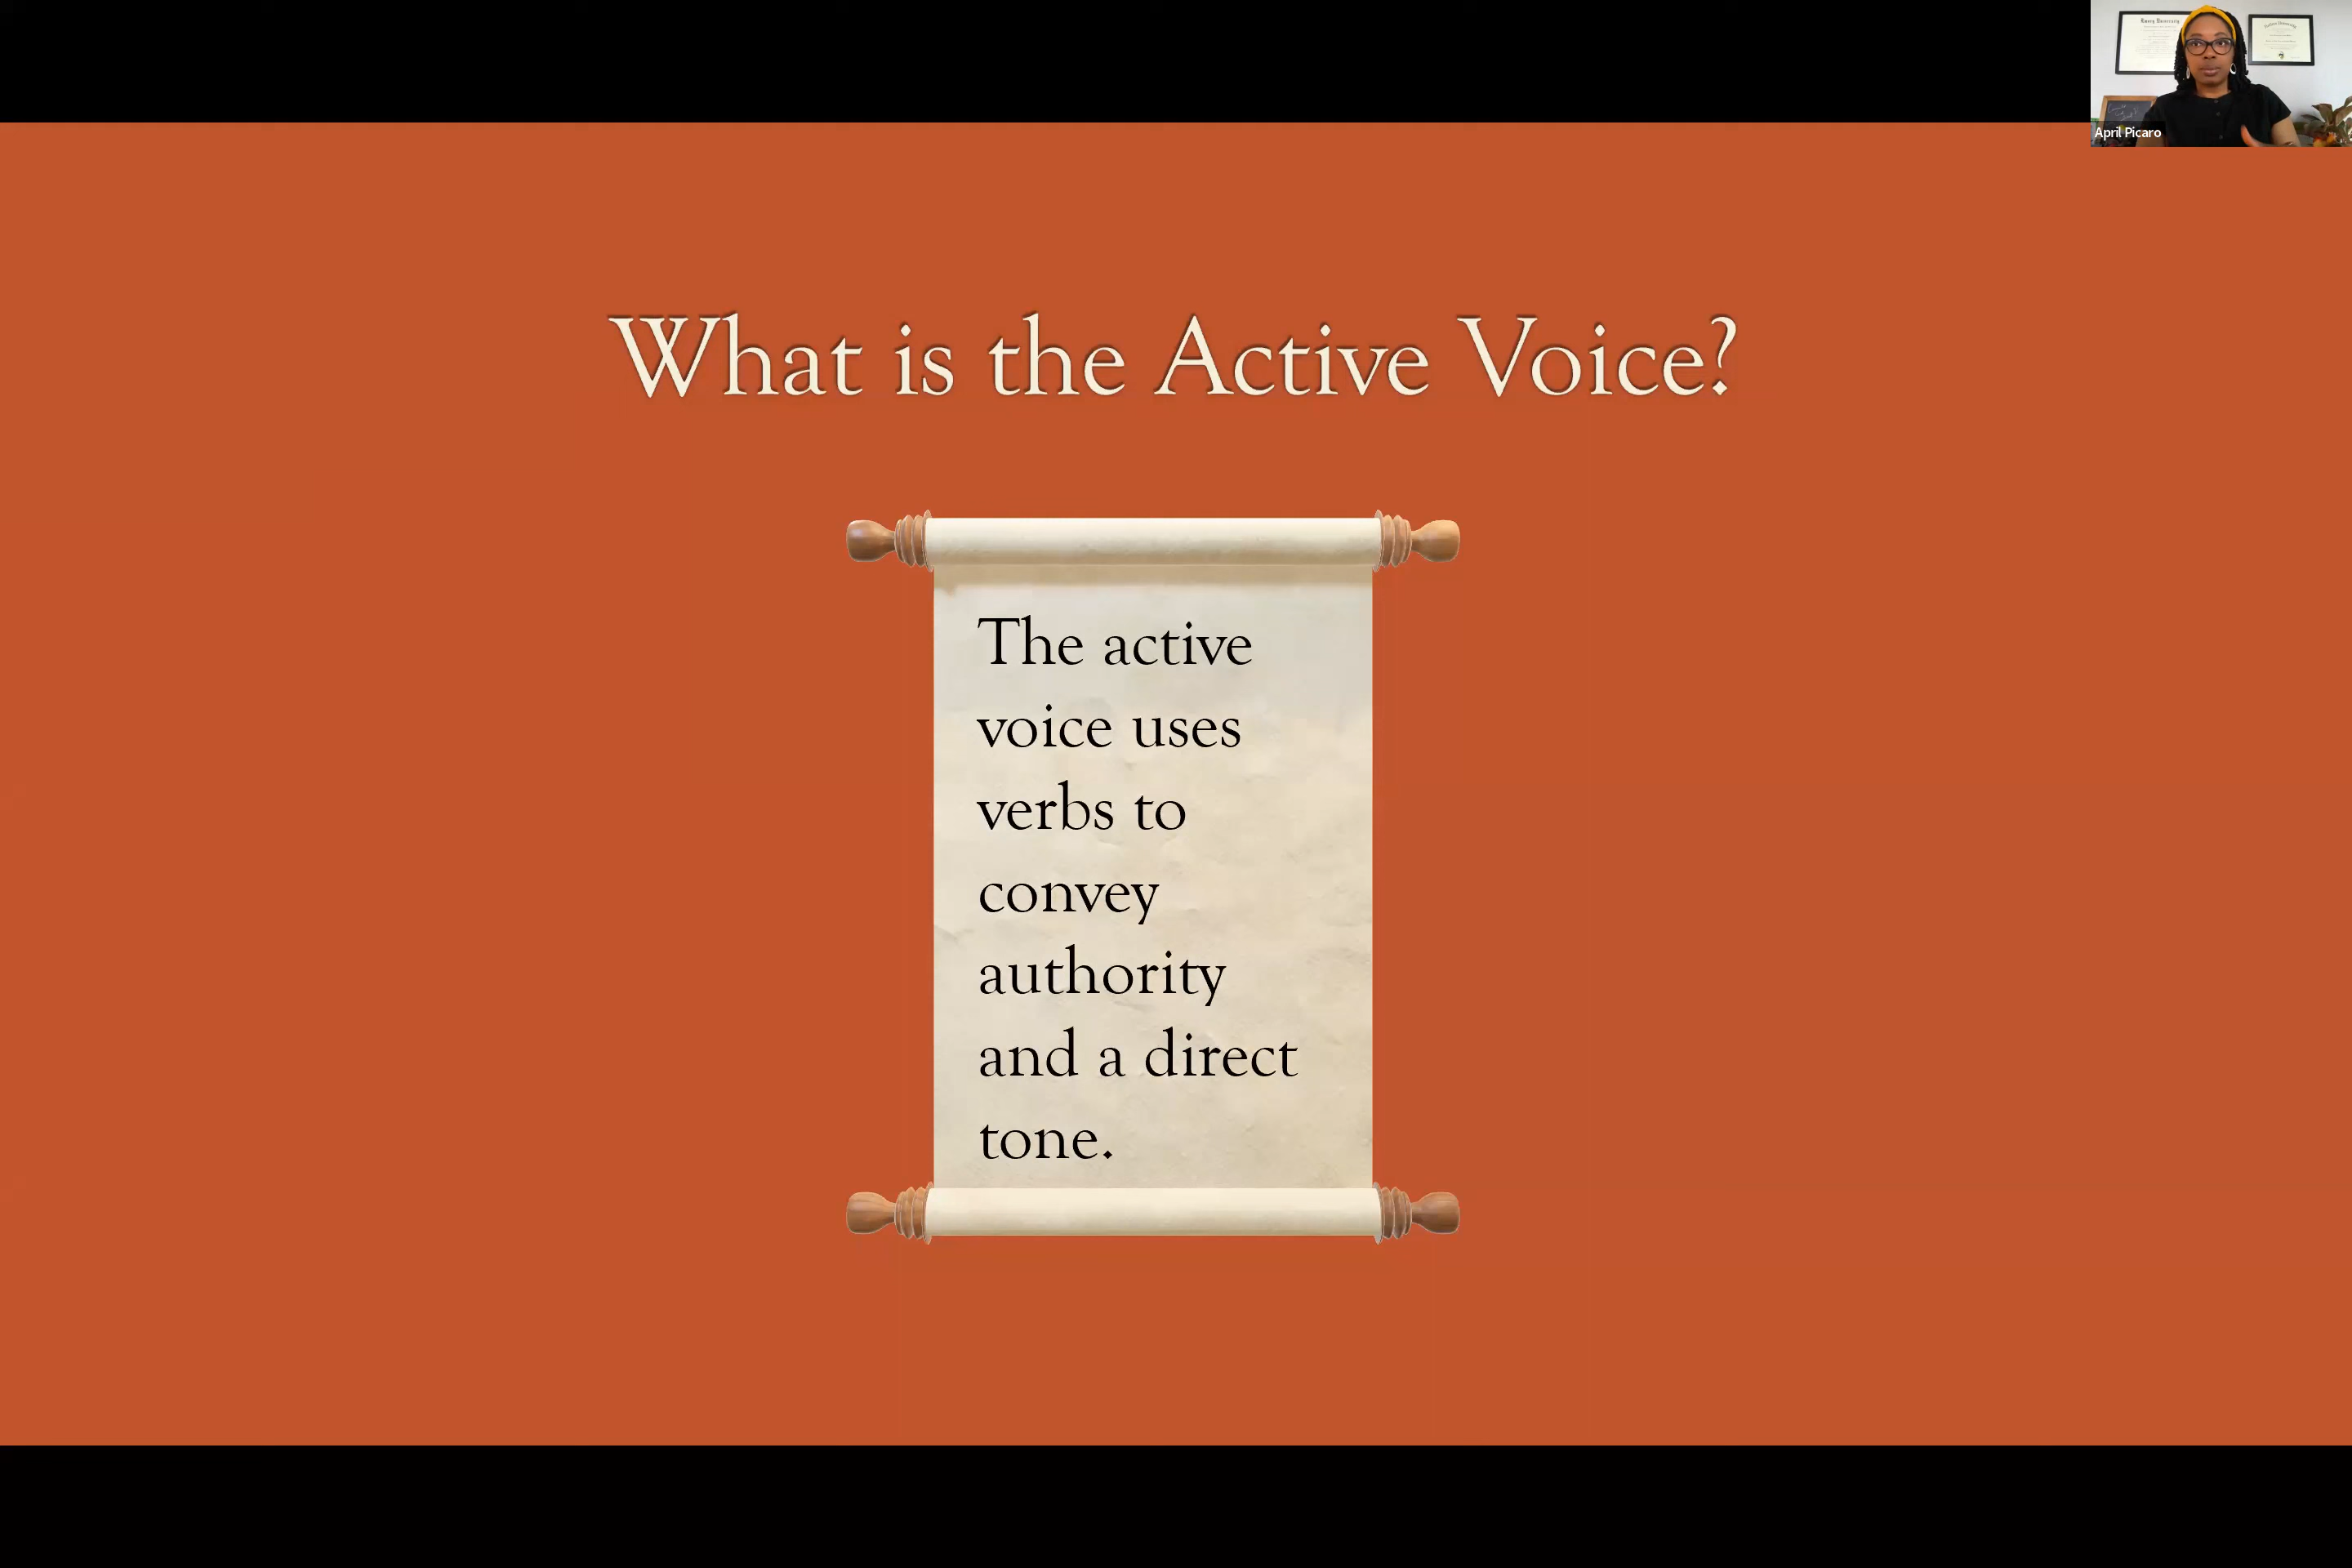 What is the Active Voice?
The active
voice uses
verbs to
convey
authority
and a direct
tone.
April Picaro